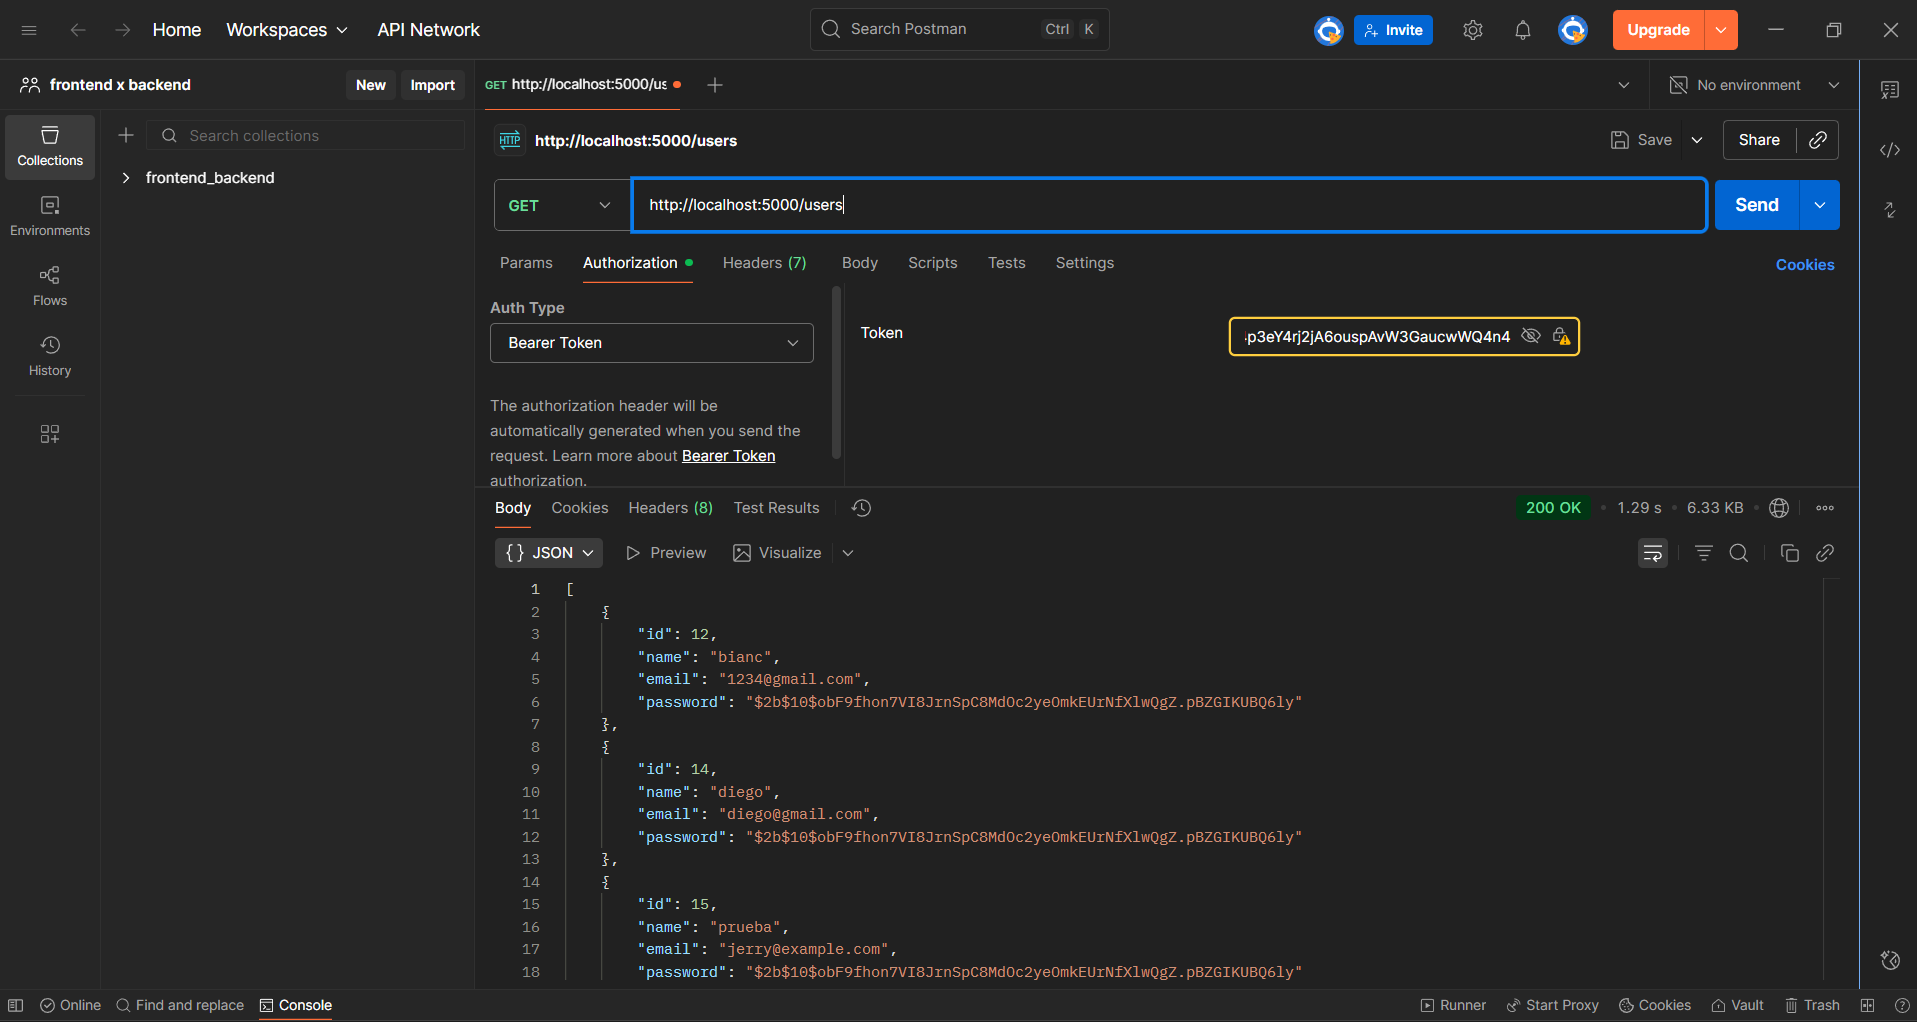 Home
Workspaces
API Network
Search Postman
Ctrl K
Invite
Upgrade
frontend x backend
New
Import
GET http://localhost:5000/us
No environment
Collections
Search collections
HTTP http://localhost:5000/users
Save
Share
frontend_backend
GET
http://localhost:5000/users
Send
Environments
Flows
History
Params
Authorization
Headers (7)
Body
Scripts
Tests
Settings
Cookies
Auth Type
Bearer Token
Token
p3eY4rj2jA6ouspAvW3GaucwWQ4n4
The authorization header will be
automatically generated when you send the
request. Learn more about Bearer Token
authorization.
Body
Cookies
Headers (8)
Test Results
200 OK
1.29 s
6.33 KB
{} JSON
Preview
Visualize
1 [
2 {
3 "id": 12,
4 "name": "bianc",
5 "email": "1234@gmail.com",
6 "password": "$2b$10$obF9fhon7VI8JrnSpC8MdOc2yeOmkEUrNfXlwQgZ.pBZGIKUBQ6ly"
7 },
8 {
9 "id": 14,
10 "name": "diego",
11 "email": "diego@gmail.com",
12 "password": "$2b$10$obF9fhon7VI8JrnSpC8MdOc2yeOmkEUrNfXlwQgZ.pBZGIKUBQ6ly"
13 },
14 {
15 "id": 15,
16 "name": "prueba",
17 "email": "jerry@example.com",
18 "password": "$2b$10$obF9fhon7VI8JrnSpC8MdOc2yeOmkEUrNfXlwQgZ.pBZGIKUBQ6ly"
Online
Find and replace
Console
Runner
Start Proxy
Cookies
Vault
Trash